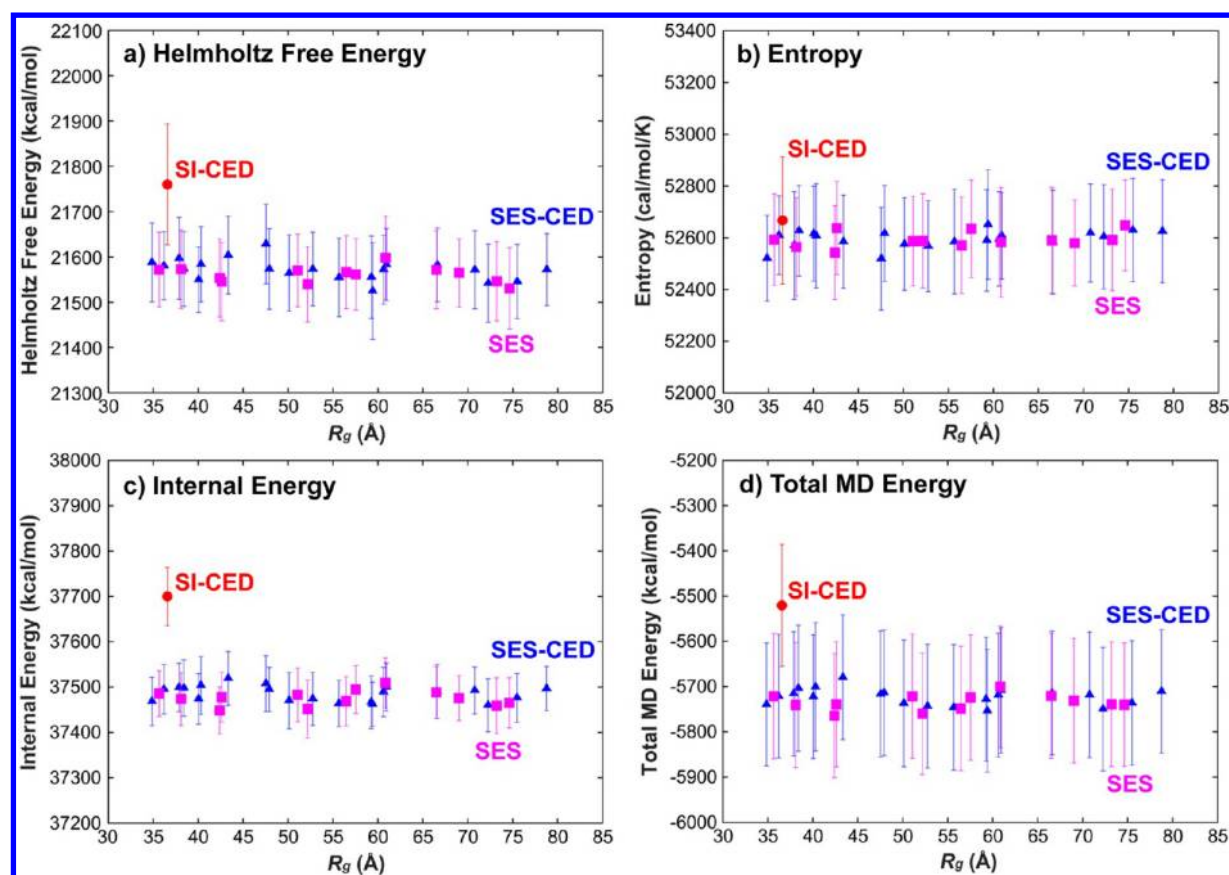 a) Helmholtz Free Energy
Helmholtz Free Energy (kcal/mol)
22100
22000
21900
21800
21700
21600
21500
21400
21300
SI-CED
SES-CED
SES
30 35 40 45 50 55 60 65 70 75 80 85
Rg (Å)
b) Entropy
Entropy (cal/mol/K)
53400
53200
53000
52800
52600
52400
52200
52000
SI-CED
SES-CED
SES
30 35 40 45 50 55 60 65 70 75 80 85
Rg (Å)
c) Internal Energy
Internal Energy (kcal/mol)
38000
37900
37800
37700
37600
37500
37400
37300
37200
SI-CED
SES-CED
SES
30 35 40 45 50 55 60 65 70 75 80 85
Rg (Å)
d) Total MD Energy
Total MD Energy (kcal/mol)
-5200
-5300
-5400
-5500
-5600
-5700
-5800
-5900
-6000
SI-CED
SES-CED
SES
30 35 40 45 50 55 60 65 70 75 80 85
Rg (Å)